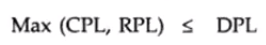 Max (CPL, RPL) ≤ DPL